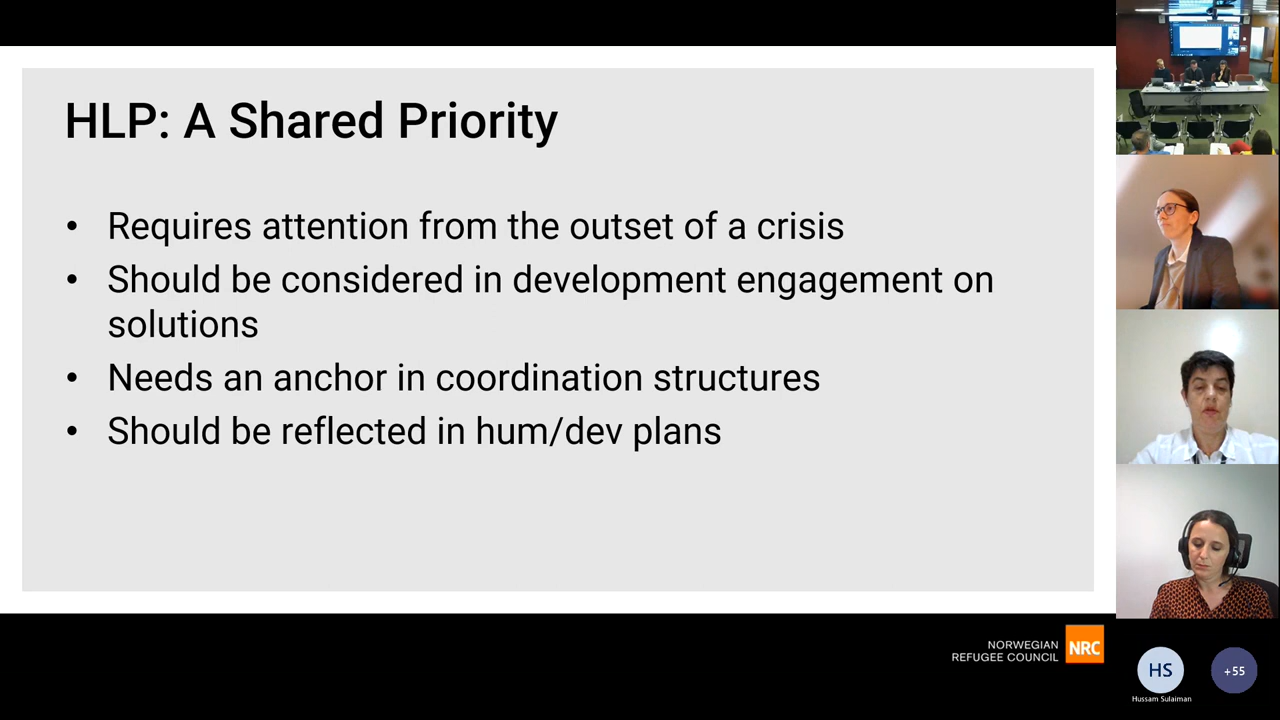 HLP: A Shared Priority
• Requires attention from the outset of a crisis
• Should be considered in development engagement on
solutions
• Needs an anchor in coordination structures
• Should be reflected in hum/dev plans
NORWEGIAN
REFUGEE COUNCIL
NRC
HS
+55
Hussam Sulaiman